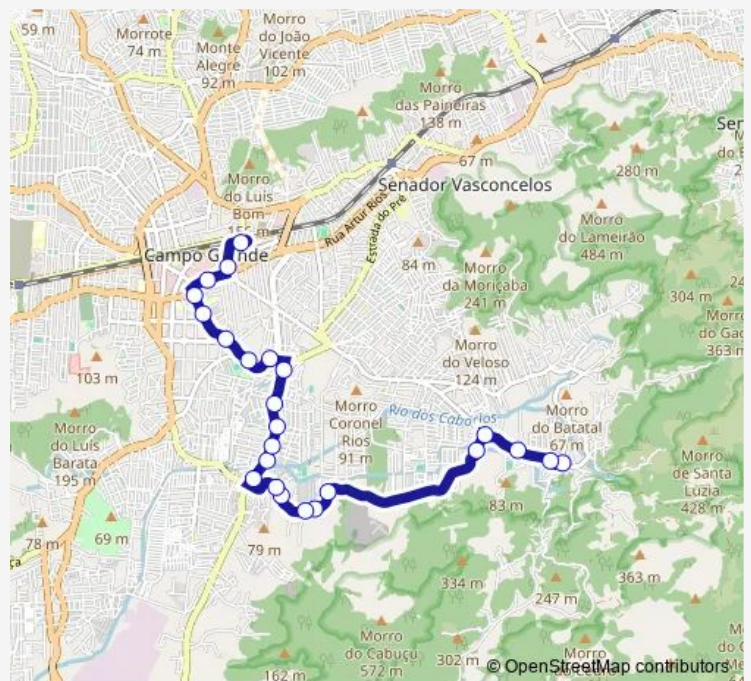 59 m
Morrote
74 m
Monte
Alegre
92 m
Morro
do João
Vicente
102 m
Morro
das Paineiras
138 m
67 m
280 m
Morro
do Luís
Bom
Senador Vasconcelos
Rua Artur Rios
Estrada do Pré
Campo Grande
84 m
Morro
do Lameirão
484 m
Morro
da Moriçaba
241 m
304 m
363 m
103 m
Morro
do Veloso
124 m
Morro
do Luís
Barata
195 m
Morro
Coronel
Rios
91 m
Rio dos Caborios
Morro
do Batatal
67 m
Morro
de Santa
Luzia
428 m
83 m
78 m
69 m
79 m
334 m
247 m
363 m
Morro
do Cabuçu
572 m
302 m
162 m
Morro
© OpenStreetMap contributors